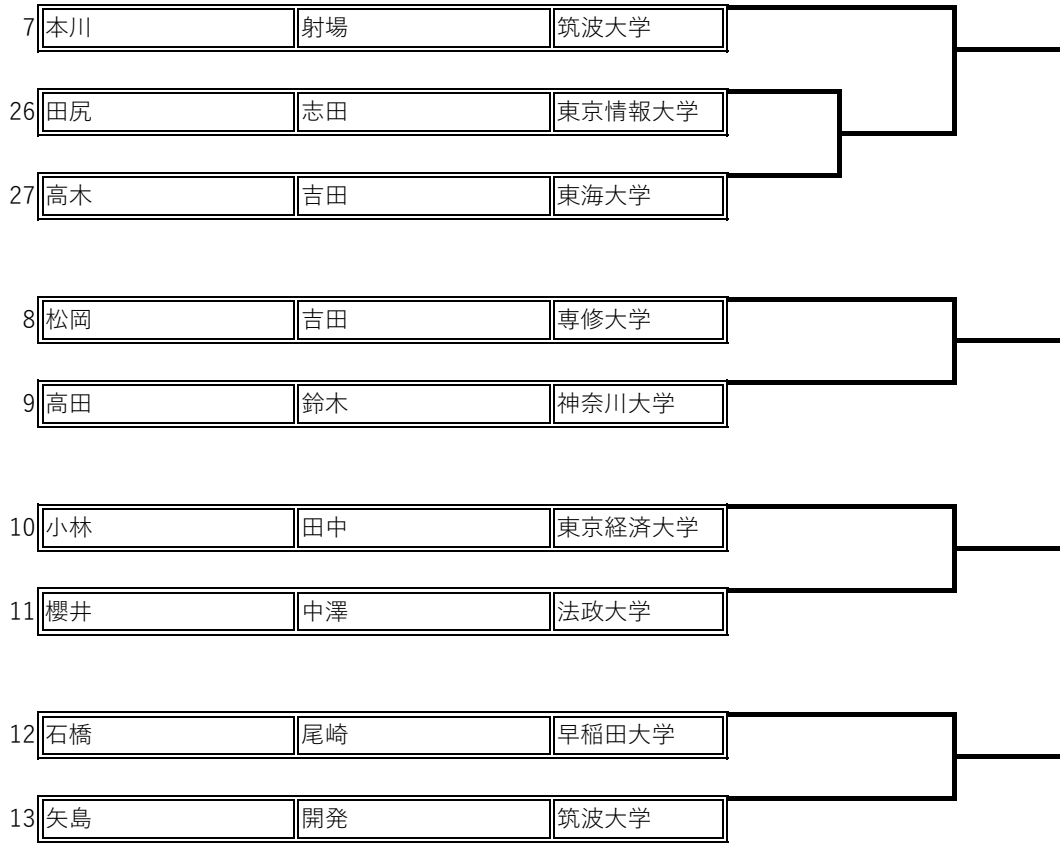 7 本川 射場 筑波大学
26 田尻 志田 東京情報大学
27 高木 吉田 東海大学
8 松岡 吉田 専修大学
9 高田 鈴木 神奈川大学
10 小林 田中 東京経済大学
11 櫻井 中澤 法政大学
12 石橋 尾崎 早稲田大学
13 矢島 開発 筑波大学